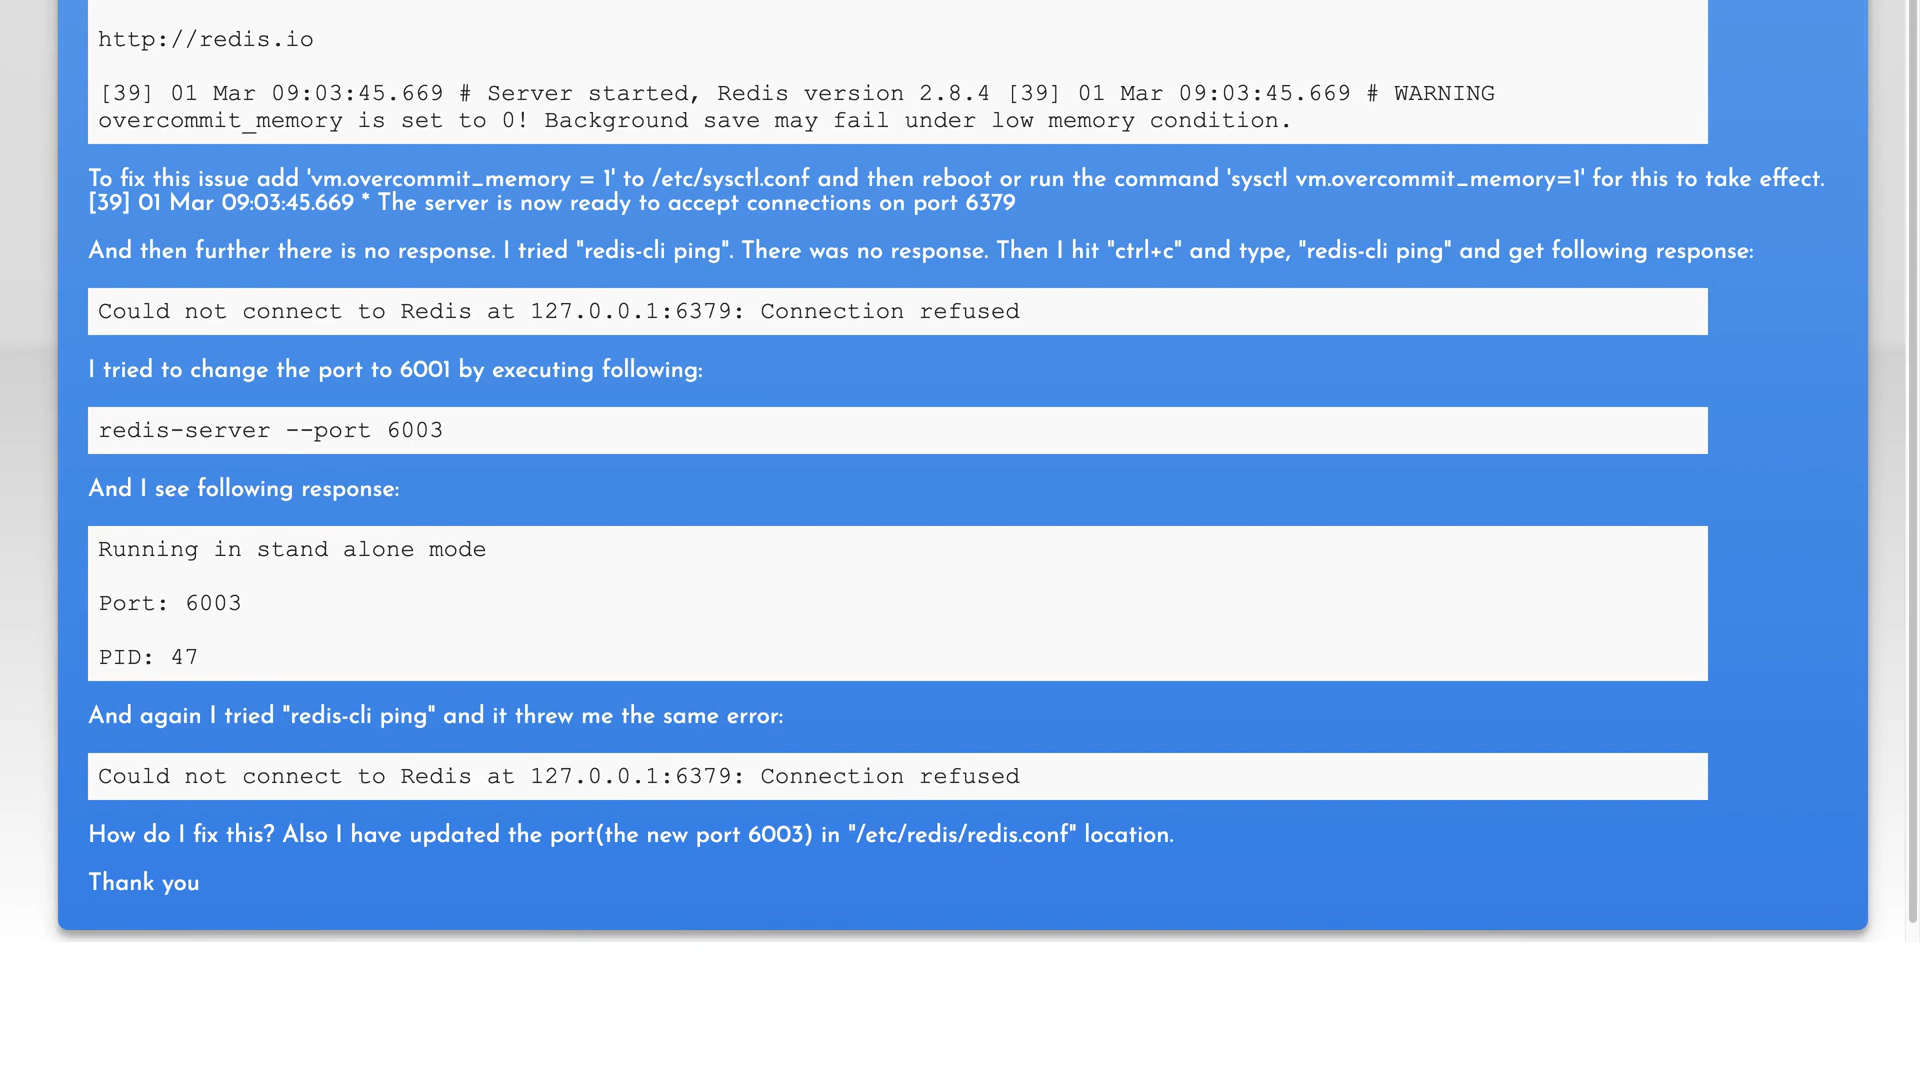 http://redis.io
[39] 01 Mar 09:03:45.669 # Server started, Redis version 2.8.4 [39] 01 Mar 09:03:45.669 # WARNING
overcommit_memory is set to 0! Background save may fail under low memory condition.
To fix this issue add 'vm.overcommit_memory = 1' to /etc/sysctl.conf and then reboot or run the command 'sysctl vm.overcommit_memory=1' for this to take effect.
[39] 01 Mar 09:03:45.669 * The server is now ready to accept connections on port 6379
And then further there is no response. I tried "redis-cli ping". There was no response. Then I hit "ctrl+c" and type, "redis-cli ping" and get following response:
Could not connect to Redis at 127.0.0.1:6379: Connection refused
I tried to change the port to 6001 by executing following:
redis-server --port 6003
And I see following response:
Running in stand alone mode
Port: 6003
PID: 47
And again I tried "redis-cli ping" and it threw me the same error:
Could not connect to Redis at 127.0.0.1:6379: Connection refused
How do I fix this? Also I have updated the port(the new port 6003) in "/etc/redis/redis.conf" location.
Thank you